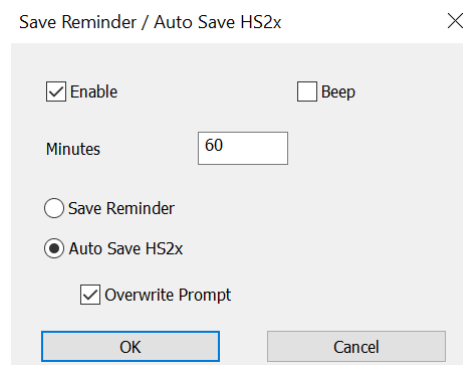 Save Reminder / Auto Save HS2x
Enable Beep
Minutes 60
Save Reminder
Auto Save HS2x
Overwrite Prompt
OK Cancel